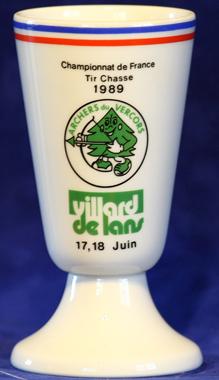 Championnat de France
Tir Chasse
1989
ARCHERS du VERCORS
villard
de lans
17,18 Juin